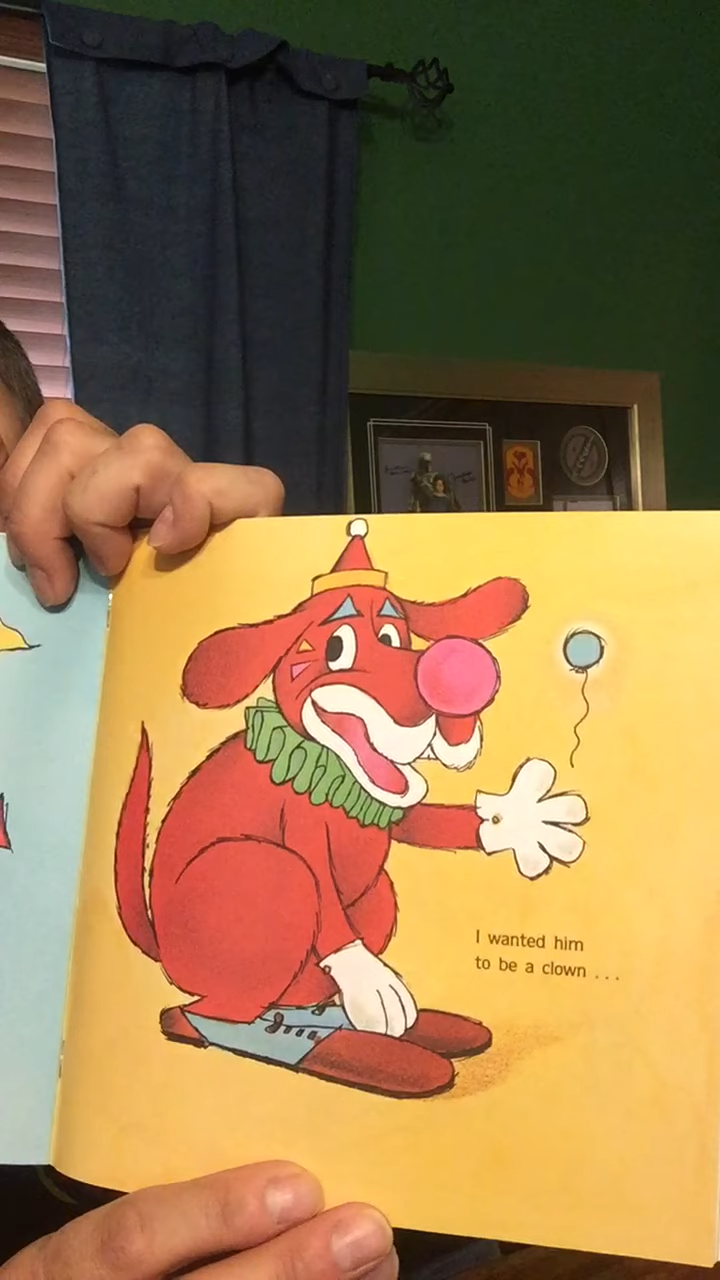 I wanted him
to be a clown . . .